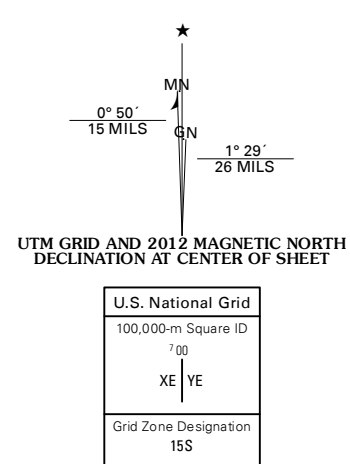 ★
MN
0° 50´
15 MILS
GN
1° 29´
26 MILS
UTM GRID AND 2012 MAGNETIC NORTH
DECLINATION AT CENTER OF SHEET
U.S. National Grid
100,000-m Square ID
7 00
XE YE
Grid Zone Designation
15S